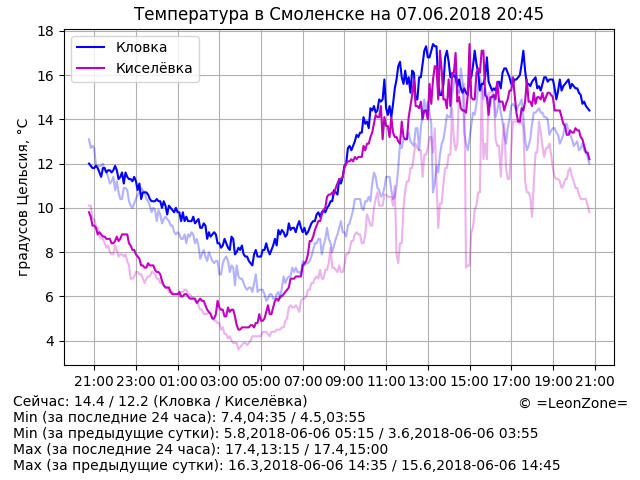 Температура в Смоленске на 07.06.2018 20:45
18
16
14
12
10
8
6
4
градусов Цельсия, °C
Кловка
Киселёвка
21:00 23:00 01:00 03:00 05:00 07:00 09:00 11:00 13:00 15:00 17:00 19:00 21:00
Сейчас: 14.4 / 12.2 (Кловка / Киселёвка)
© =LeonZone=
Min (за последние 24 часа): 7.4,04:35 / 4.5,03:55
Min (за предыдущие сутки): 5.8,2018-06-06 05:15 / 3.6,2018-06-06 03:55
Max (за последние 24 часа): 17.4,13:15 / 17.4,15:00
Max (за предыдущие сутки): 16.3,2018-06-06 14:35 / 15.6,2018-06-06 14:45